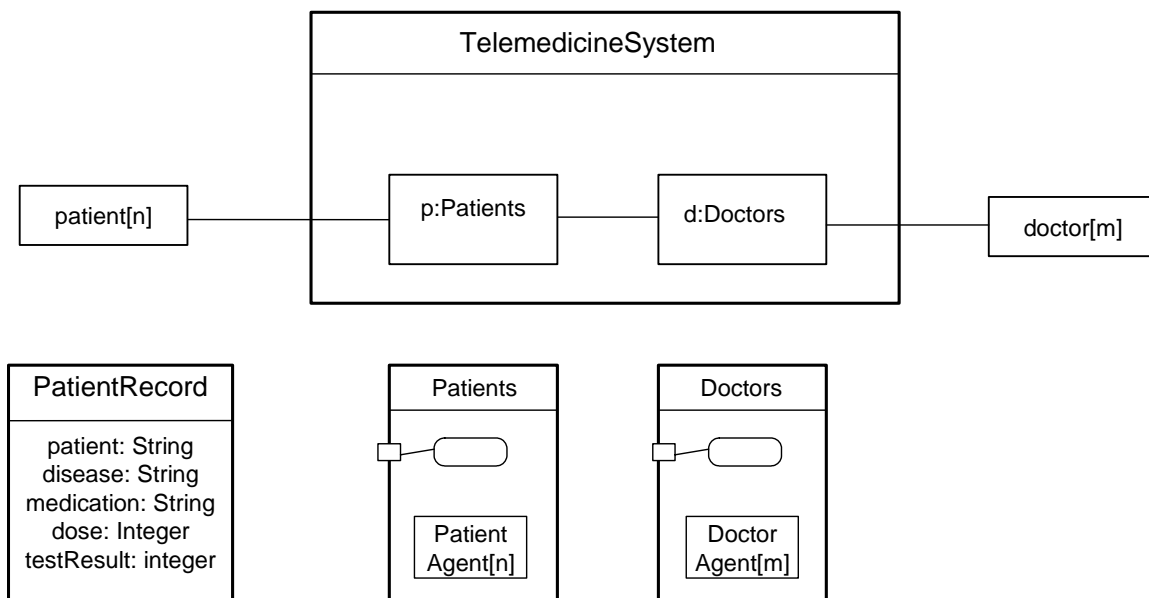 TelemedicineSystem
patient[n]
p:Patients
d:Doctors
doctor[m]
PatientRecord
patient: String
disease: String
medication: String
dose: Integer
testResult: integer
Patients
Patient
Agent[n]
Doctors
Doctor
Agent[m]